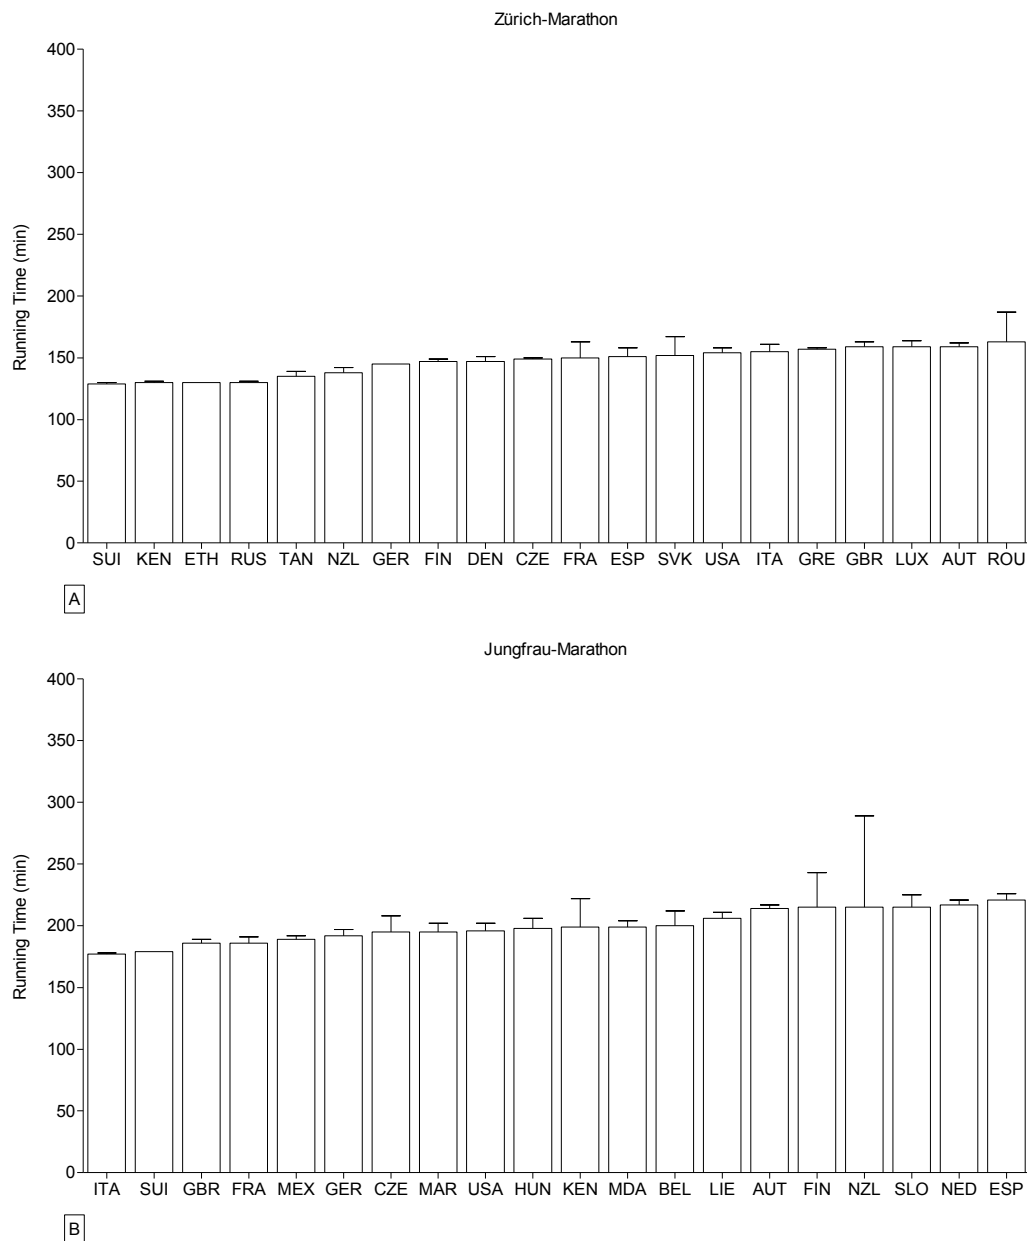 Zürich-Marathon
400
350
300
250
200
150
100
50
0
Running Time (min)
SUI KEN ETH RUS TAN NZL GER FIN DEN CZE FRA ESP SVK USA ITA GRE GBR LUX AUT ROU
A
Jungfrau-Marathon
400
350
300
250
200
150
100
50
0
Running Time (min)
ITA SUI GBR FRA MEX GER CZE MAR USA HUN KEN MDA BEL LIE AUT FIN NZL SLO NED ESP
B